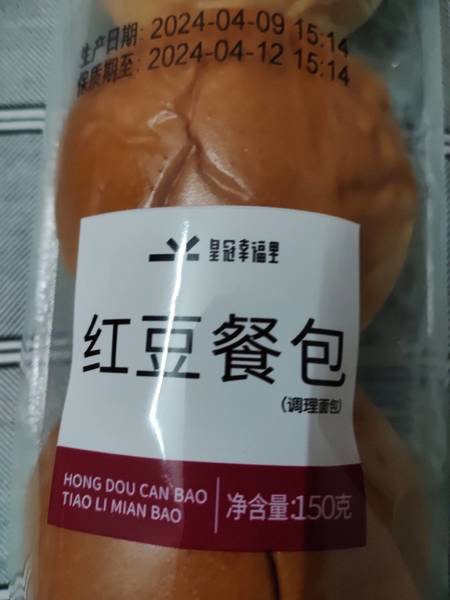 生产日期: 2024-04-09 15:14
保质期至: 2024-04-12 15:14
皇冠幸福里
红豆餐包
(调理面包)
HONG DOU CAN BAO
TIAO LI MIAN BAO
净含量:150克